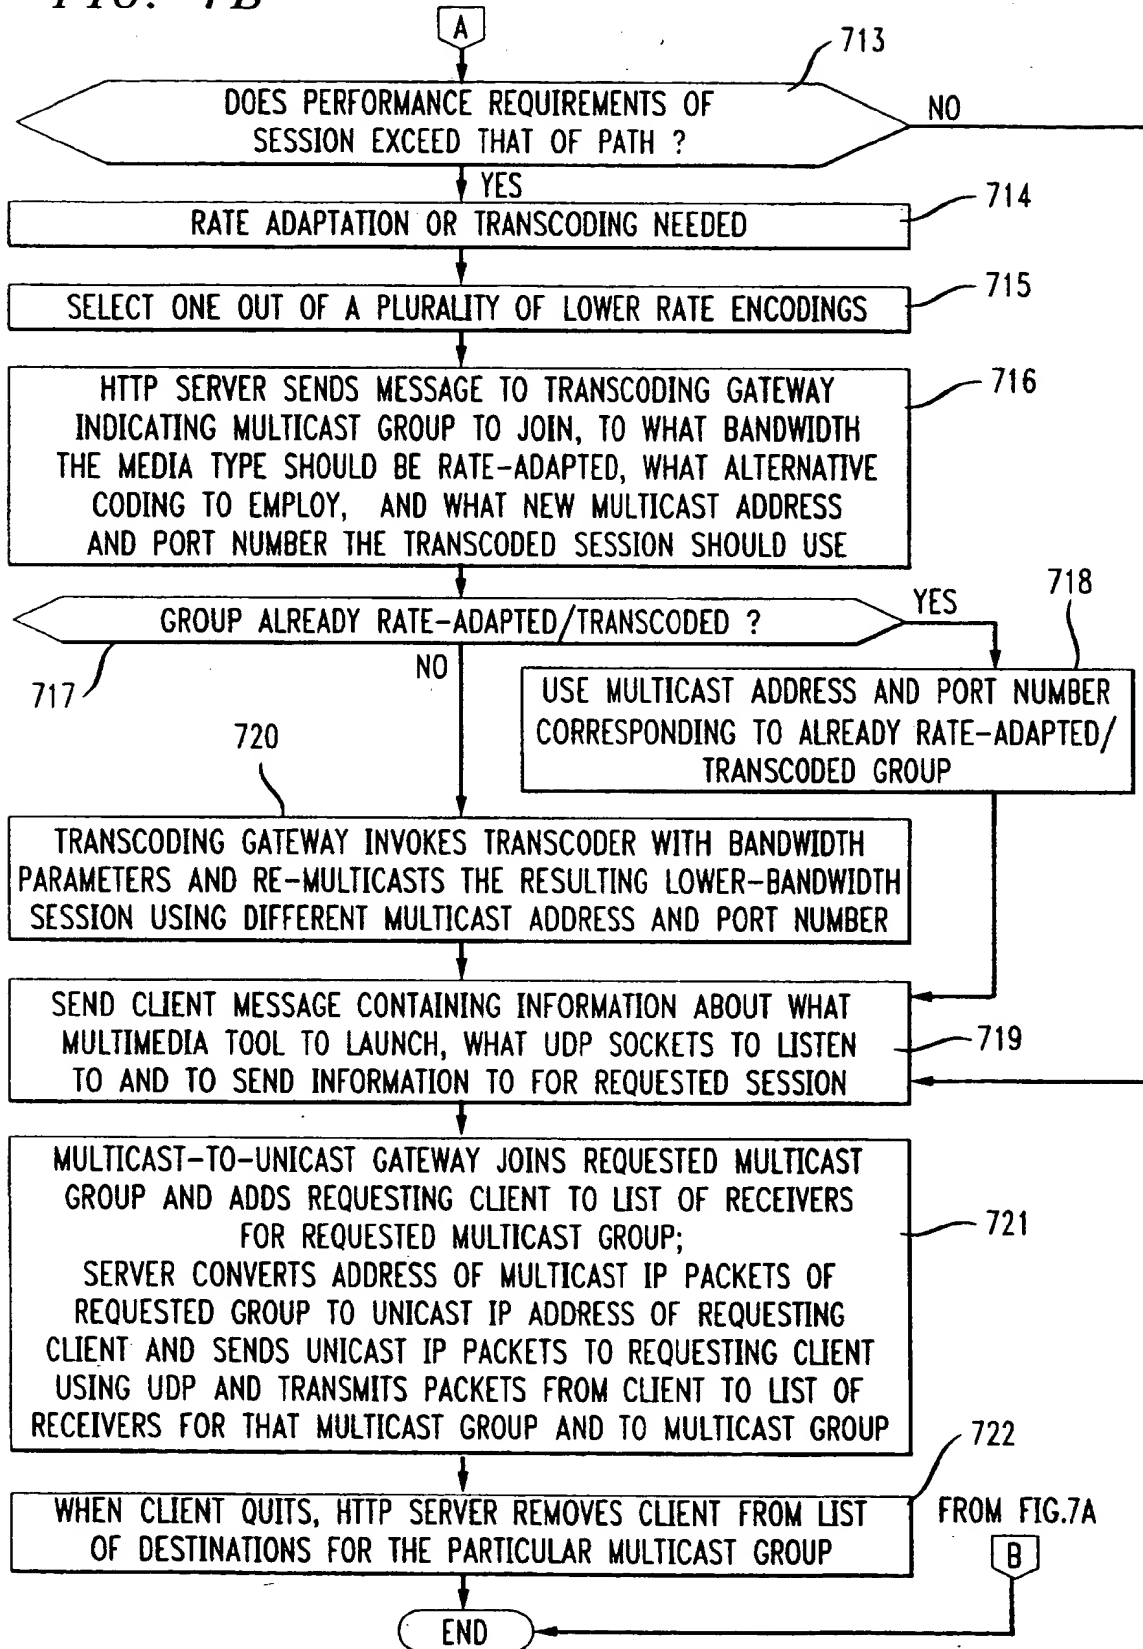 FIG. 7B
A
713
DOES PERFORMANCE REQUIREMENTS OF
SESSION EXCEED THAT OF PATH ?
NO
YES
714
RATE ADAPTATION OR TRANSCODING NEEDED
715
SELECT ONE OUT OF A PLURALITY OF LOWER RATE ENCODINGS
716
HTTP SERVER SENDS MESSAGE TO TRANSCODING GATEWAY
INDICATING MULTICAST GROUP TO JOIN, TO WHAT BANDWIDTH
THE MEDIA TYPE SHOULD BE RATE-ADAPTED, WHAT ALTERNATIVE
CODING TO EMPLOY, AND WHAT NEW MULTICAST ADDRESS
AND PORT NUMBER THE TRANSCODED SESSION SHOULD USE
GROUP ALREADY RATE-ADAPTED/TRANSCODED ?
YES
718
717
NO
USE MULTICAST ADDRESS AND PORT NUMBER
CORRESPONDING TO ALREADY RATE-ADAPTED/
TRANSCODED GROUP
720
TRANSCODING GATEWAY INVOKES TRANSCODER WITH BANDWIDTH
PARAMETERS AND RE-MULTICASTS THE RESULTING LOWER-BANDWIDTH
SESSION USING DIFFERENT MULTICAST ADDRESS AND PORT NUMBER
SEND CLIENT MESSAGE CONTAINING INFORMATION ABOUT WHAT
MULTIMEDIA TOOL TO LAUNCH, WHAT UDP SOCKETS TO LISTEN
TO AND TO SEND INFORMATION TO FOR REQUESTED SESSION
719
MULTICAST-TO-UNICAST GATEWAY JOINS REQUESTED MULTICAST
GROUP AND ADDS REQUESTING CLIENT TO LIST OF RECEIVERS
FOR REQUESTED MULTICAST GROUP;
SERVER CONVERTS ADDRESS OF MULTICAST IP PACKETS OF
REQUESTED GROUP TO UNICAST IP ADDRESS OF REQUESTING
CLIENT AND SENDS UNICAST IP PACKETS TO REQUESTING CLIENT
USING UDP AND TRANSMITS PACKETS FROM CLIENT TO LIST OF
RECEIVERS FOR THAT MULTICAST GROUP AND TO MULTICAST GROUP
721
722
WHEN CLIENT QUITS, HTTP SERVER REMOVES CLIENT FROM LIST
OF DESTINATIONS FOR THE PARTICULAR MULTICAST GROUP
FROM FIG.7A
B
END